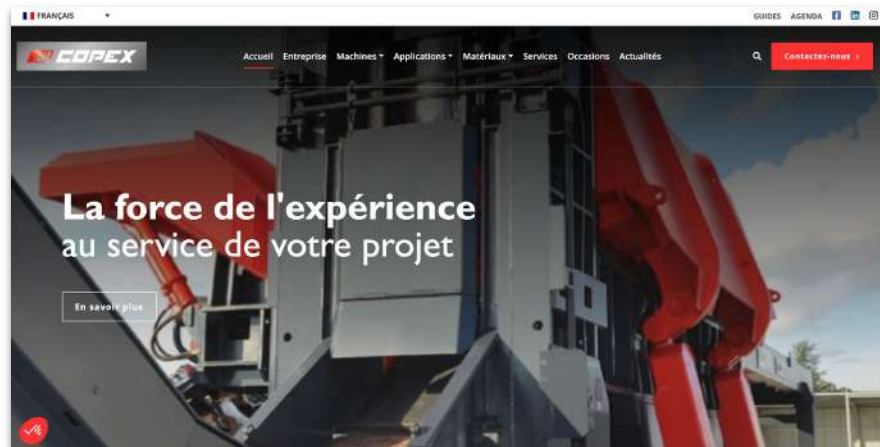 FRANÇAIS
GUIDES AGENDA
COPEX
Accueil Entreprise Machines Applications Matériaux Services Occasions Actualités
Contactez-nous ›
La force de l'expérience
au service de votre projet
En savoir plus